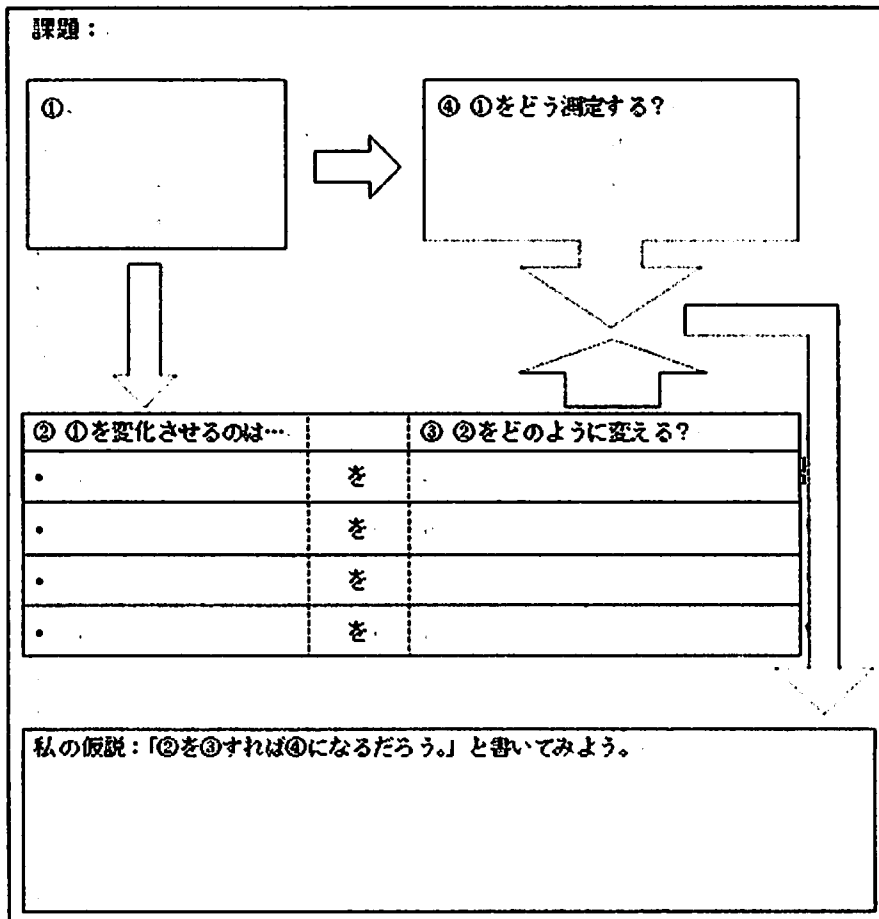 課題：
①
④ ①をどう測定する？
② ①を変化させるのは…
③ ②をどのように変える？
• を
• を
• を
• を
私の仮説：「②を③すれば④になるだろう。」と書いてみよう。